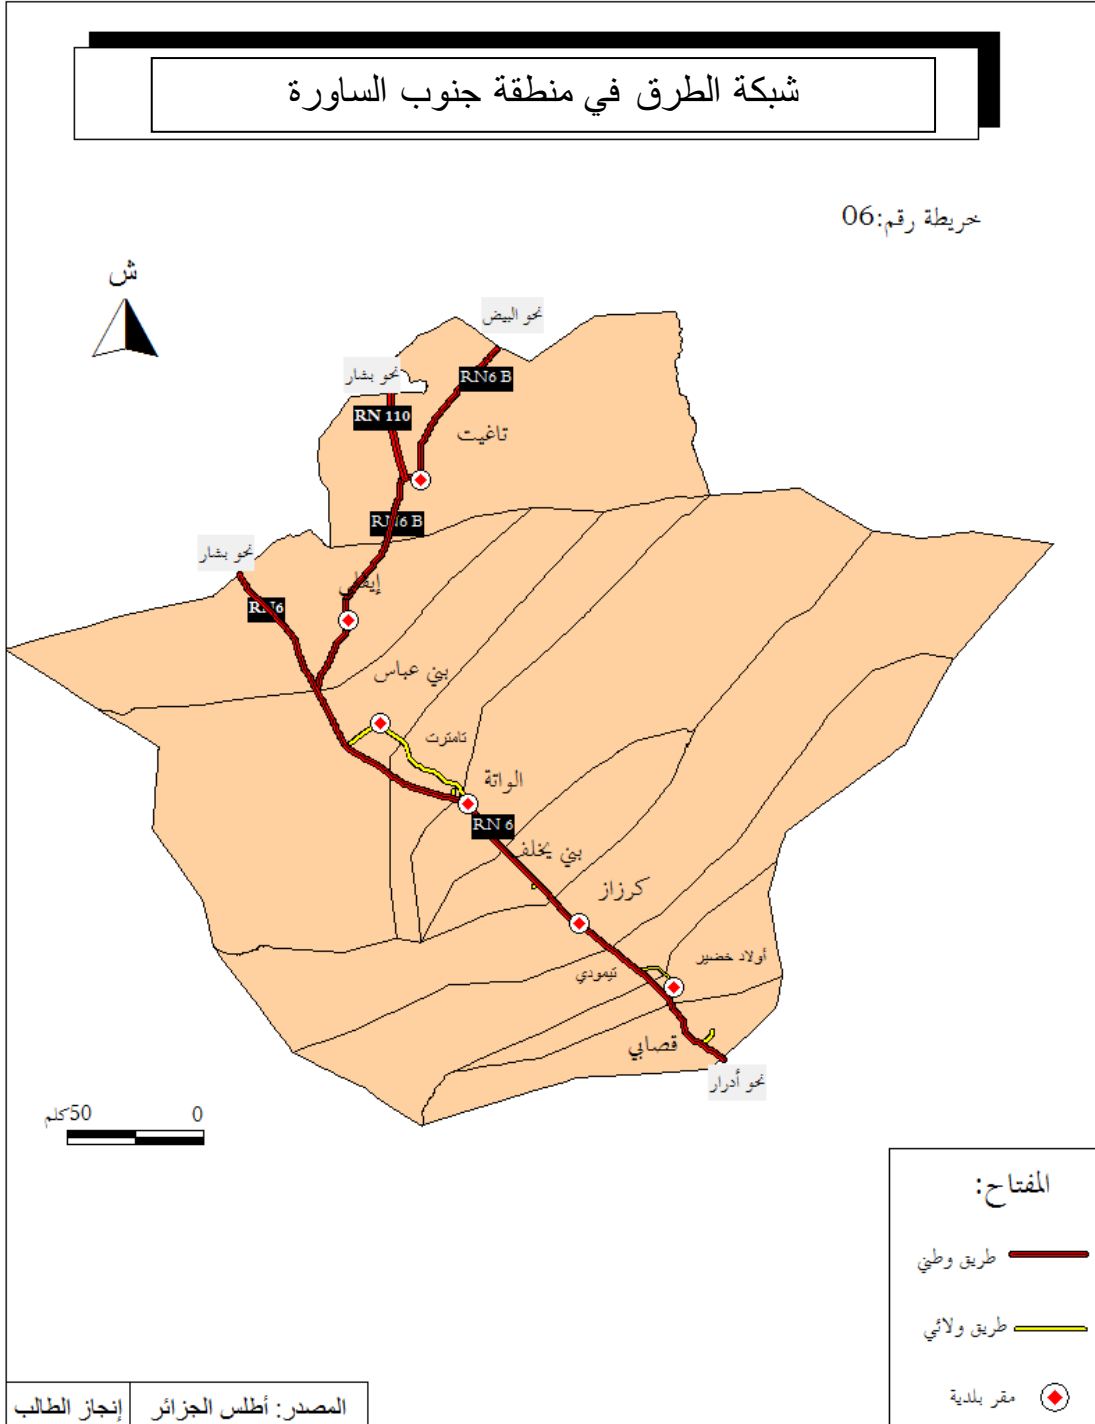 شبكة الطرق في منطقة جنوب الساورة
خريطة رقم:06
ش
نحو البيض
نحو بشار
RN6 B
RN 110
تاغيت
RN6 B
نحو بشار
إيقلي
RN6
بني عباس
تامترت
الواتة
RN 6
بني يخلف
كرزاز
أولاد خضير
تيمودي
قصابي
نحو أدرار
50كلم 0
المفتاح:
طريق وطني
طريق ولائي
مقر بلدية
المصدر: أطلس الجزائر
إنجاز الطالب